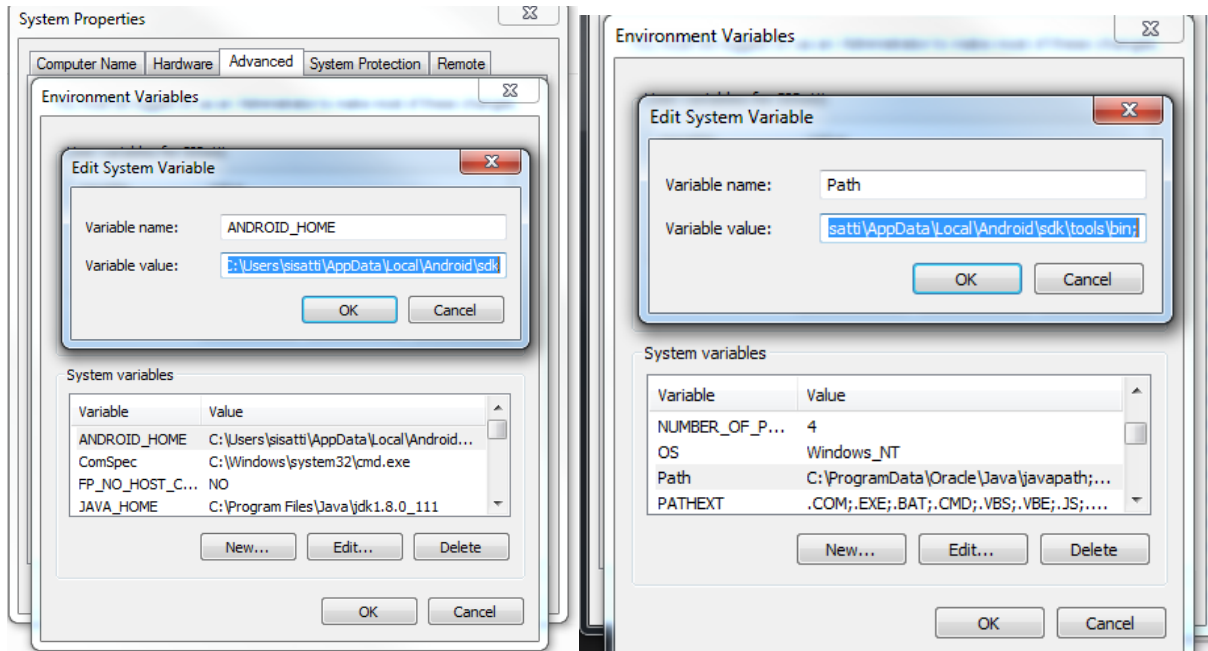 System Properties
Computer Name Hardware Advanced System Protection Remote
Environment Variables
Edit System Variable
Variable name: ANDROID_HOME
Variable value: C:\Users\sisatti\AppData\Local\Android\sdk
OK Cancel
System variables
Variable Value
ANDROID_HOME C:\Users\sisatti\AppData\Local\Android...
ComSpec C:\Windows\system32\cmd.exe
FP_NO_HOST_C... NO
JAVA_HOME C:\Program Files\Java\jdk1.8.0_111
New... Edit... Delete
OK Cancel
Environment Variables
Edit System Variable
Variable name: Path
Variable value: satti\AppData\Local\Android\sdk\tools\bin;
OK Cancel
System variables
Variable Value
NUMBER_OF_P... 4
OS Windows_NT
Path C:\ProgramData\Oracle\Java\javapath;...
PATHEXT .COM;.EXE;.BAT;.CMD;.VBS;.VBE;.JS;....
New... Edit... Delete
OK Cancel